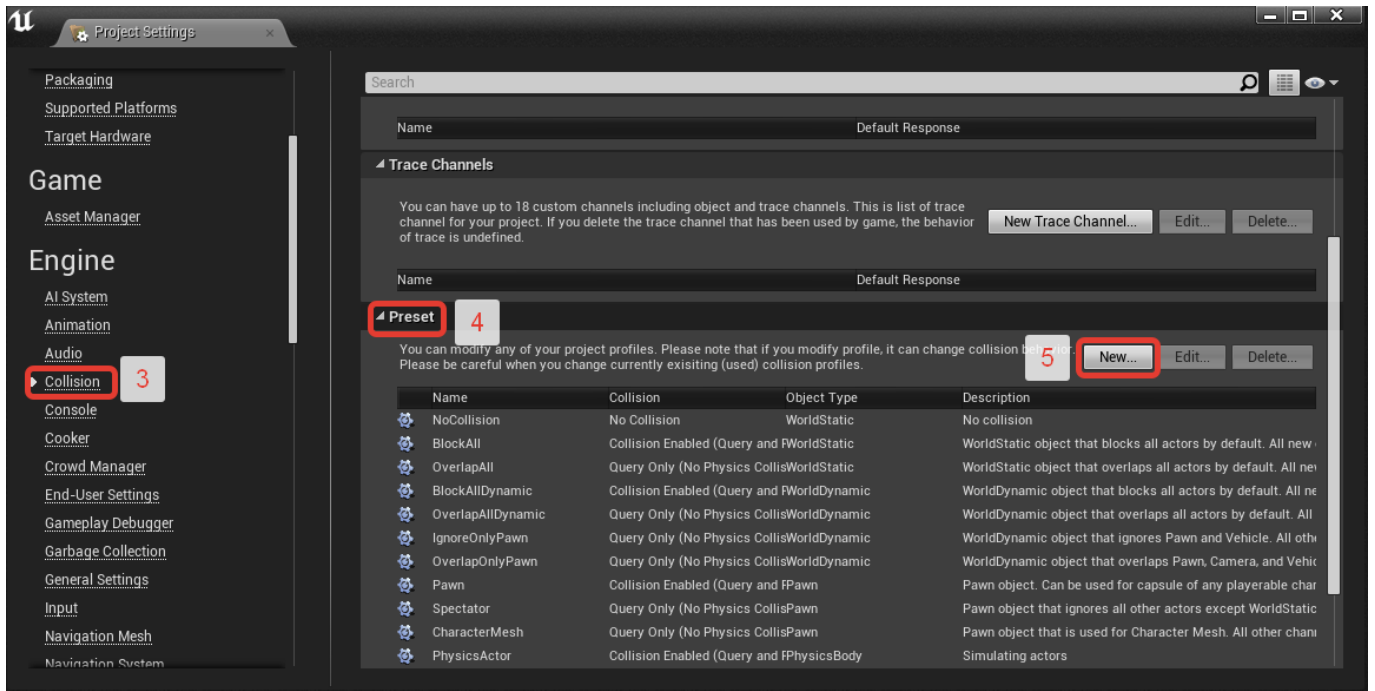 Project Settings
Packaging
Supported Platforms
Target Hardware
Game
Asset Manager
Engine
AI System
Animation
Audio
Collision
3
Console
Cooker
Crowd Manager
End-User Settings
Gameplay Debugger
Garbage Collection
General Settings
Input
Navigation Mesh
Navigation System
Search
Name Default Response
Trace Channels
You can have up to 18 custom channels including object and trace channels. This is list of trace
channel for your project. If you delete the trace channel that has been used by game, the behavior
of trace is undefined.
New Trace Channel... Edit... Delete...
Name Default Response
Preset
4
You can modify any of your project profiles. Please note that if you modify profile, it can change collision
Please be careful when you change currently exisiting (used) collision profiles.
5
New... Edit... Delete...
Name Collision Object Type Description
NoCollision No Collision WorldStatic No collision
BlockAll Collision Enabled (Query and WorldStatic WorldStatic object that blocks all actors by default. All new
OverlapAll Query Only (No Physics Collis WorldStatic WorldStatic object that overlaps all actors by default. All new
BlockAllDynamic Collision Enabled (Query and WorldDynamic WorldDynamic object that blocks all actors by default. All ne
OverlapAllDynamic Query Only (No Physics Collis WorldDynamic WorldDynamic object that overlaps all actors by default. All
IgnoreOnlyPawn Collision Enabled (Query and WorldDynamic WorldDynamic object that ignores Pawn and Vehicle. All oth
OverlapOnlyPawn Query Only (No Physics Collis WorldDynamic WorldDynamic object that overlaps Pawn, Camera, and Vehic
Pawn Collision Enabled (Query and Pawn Pawn object. Can be used for capsule of any playerable char
Spectator Query Only (No Physics Collis Pawn Pawn object that ignores all other actors except WorldStatic
CharacterMesh Query Only (No Physics Collis Pawn Pawn object that is used for Character Mesh. All other chan
PhysicsActor Collision Enabled (Query and PhysicsBody Simulating actors